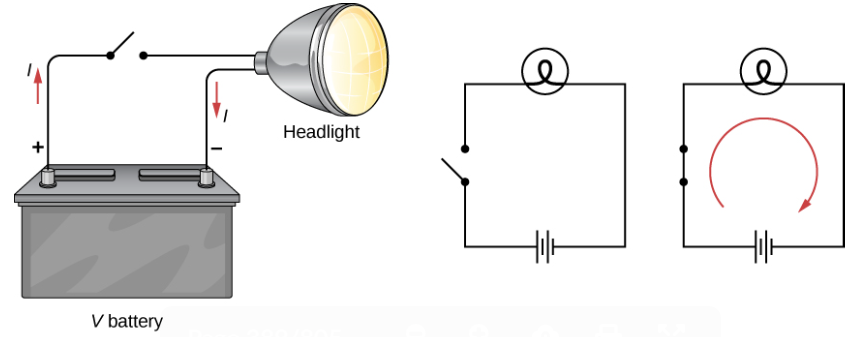 I
I
+
−
Headlight
V battery